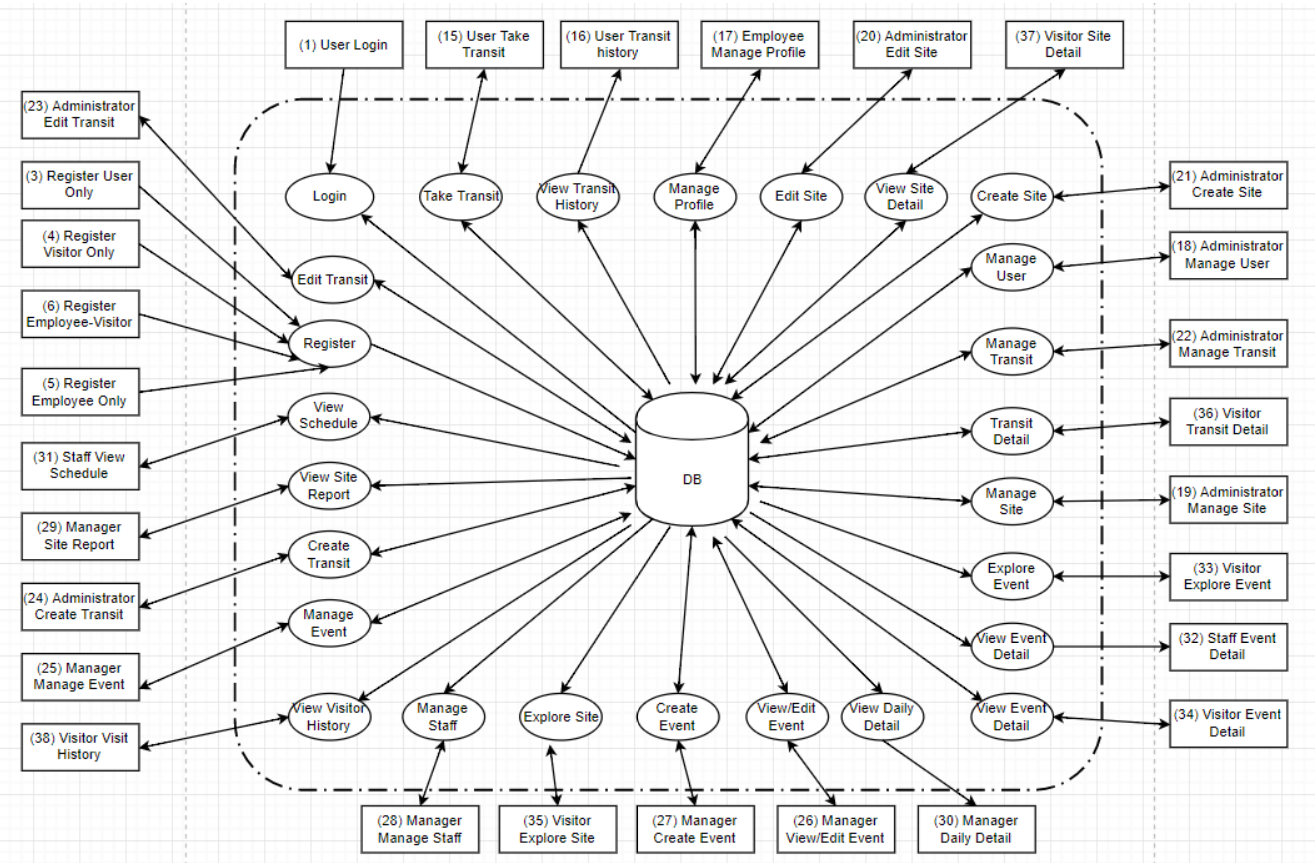 (1) User Login
(15) User Take
Transit
(16) User Transit
history
(17) Employee
Manage Profile
(20) Administrator
Edit Site
(37) Visitor Site
Detail
(23) Administrator
Edit Transit
(3) Register User
Only
(4) Register
Visitor Only
(6) Register
Employee-Visitor
(5) Register
Employee Only
(31) Staff View
Schedule
(29) Manager
Site Report
(24) Administrator
Create Transit
(25) Manager
Manage Event
(38) Visitor Visit
History
Login
Take Transit
View Transit
History
Manage
Profile
Edit Site
View Site
Detail
Create Site
Edit Transit
Register
View
Schedule
View Site
Report
Create
Transit
Manage
Event
View Visitor
History
Manage
Staff
Explore Site
Create
Event
View/Edit
Event
View Daily
Detail
View Event
Detail
DB
Manage
User
Manage
Transit
Transit
Detail
Manage
Site
Explore
Event
View Event
Detail
(21) Administrator
Create Site
(18) Administrator
Manage User
(22) Administrator
Manage Transit
(36) Visitor
Transit Detail
(19) Administrator
Manage Site
(33) Visitor
Explore Event
(32) Staff Event
Detail
(34) Visitor Event
Detail
(28) Manager
Manage Staff
(35) Visitor
Explore Site
(27) Manager
Create Event
(26) Manager
View/Edit Event
(30) Manager
Daily Detail